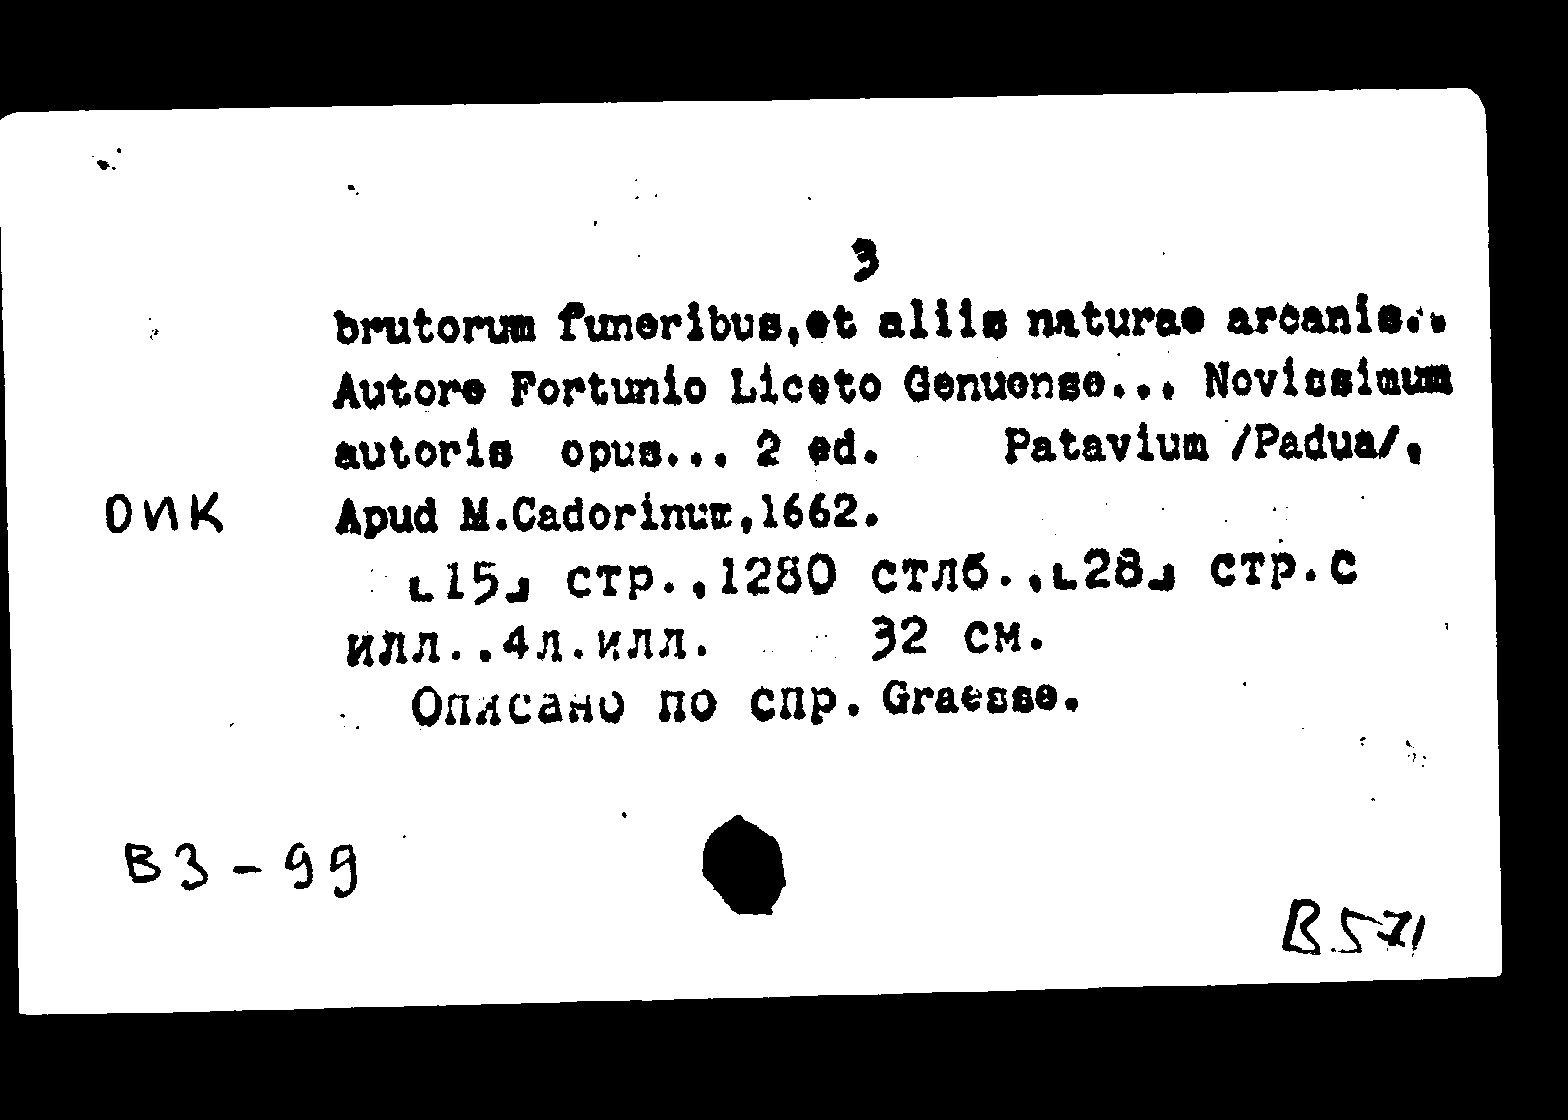 3
brutorum funeribus,et aliis naturae arcanis..
Autore Fortunio Liceto Genuense... Novissimum
autoris opus... 2 ed. Patavium /Padua/,
ОИК Apud M.Cadorinum,1662.
⌞15⌟ стр.,1280 стлб.,⌞28⌟ стр.с
илл..4л.илл. 32 см.
Описано по спр. Graesse.
В3-99
B571